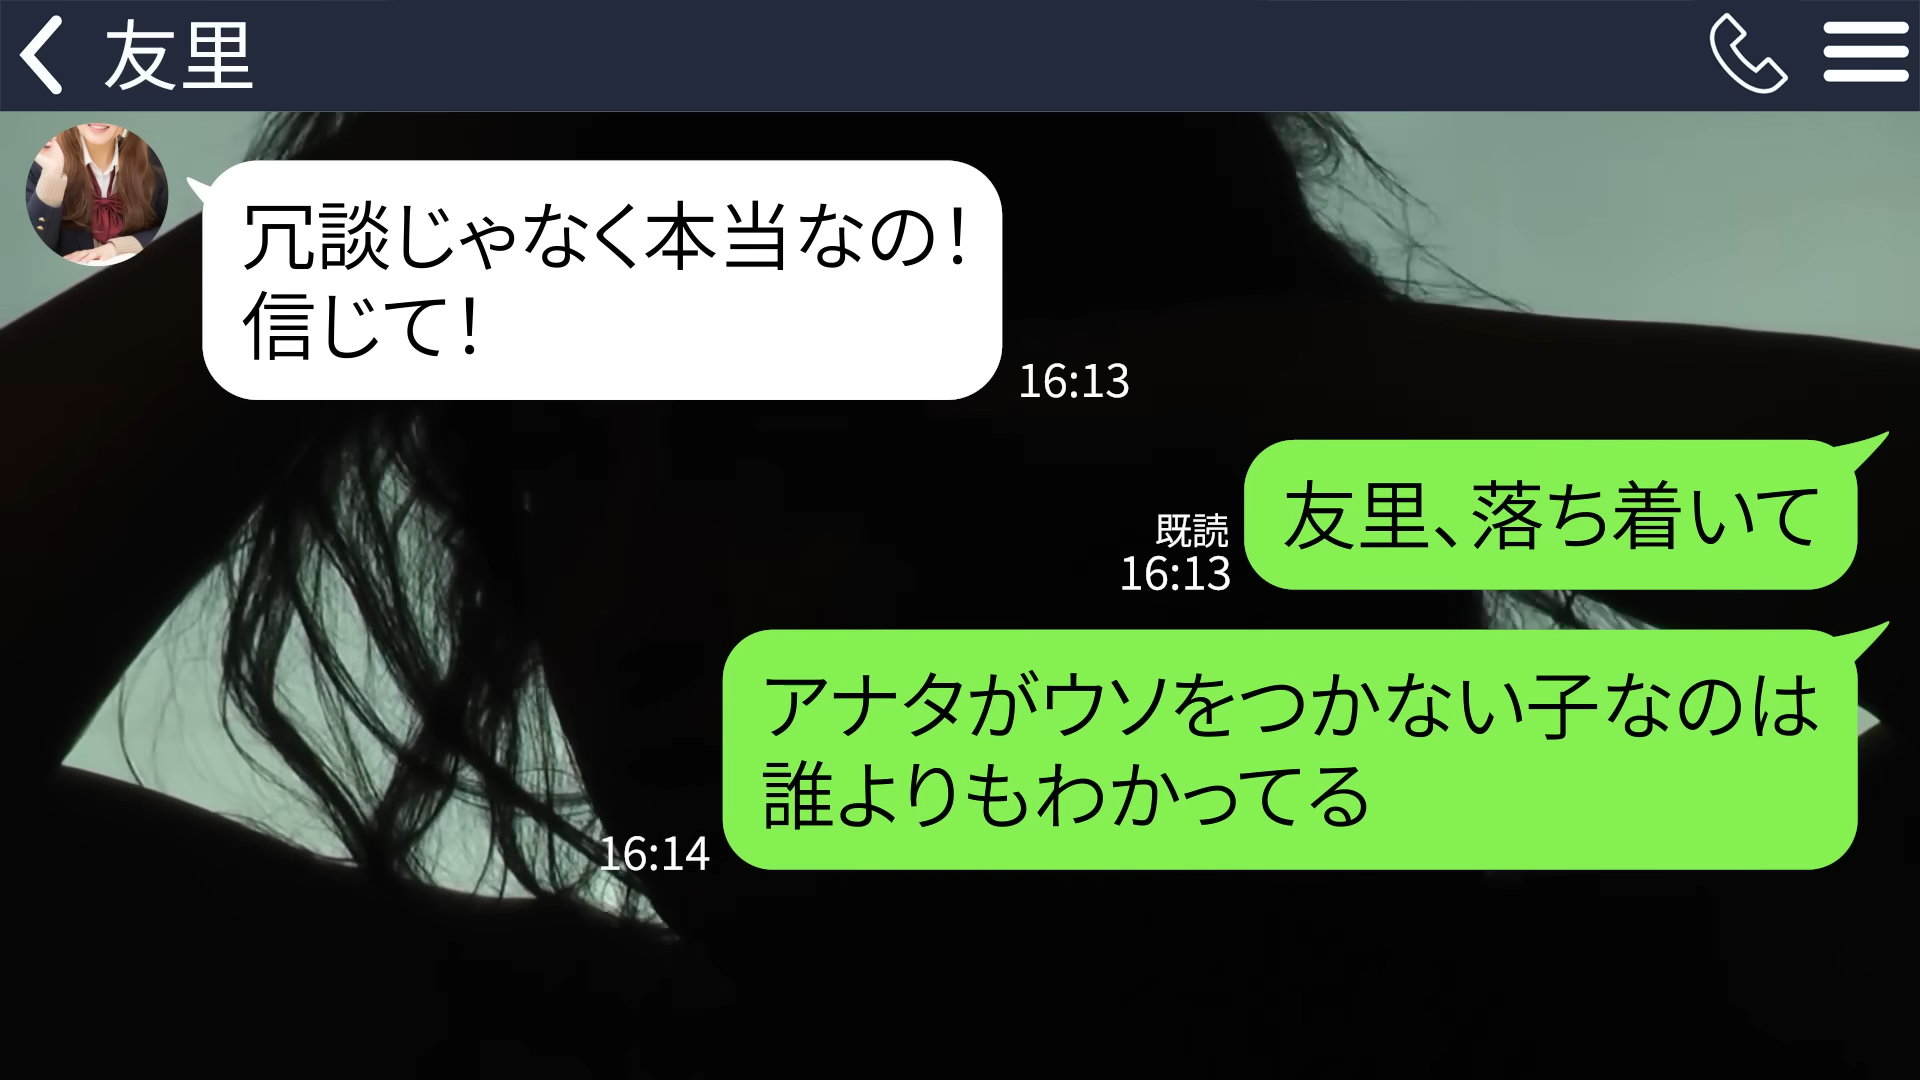 友里
冗談じゃなく本当なの!
信じて!
16:13
友里、落ち着いて
既読
16:13
アナタがウソをつかない子なのは
誰よりもわかってる
16:14